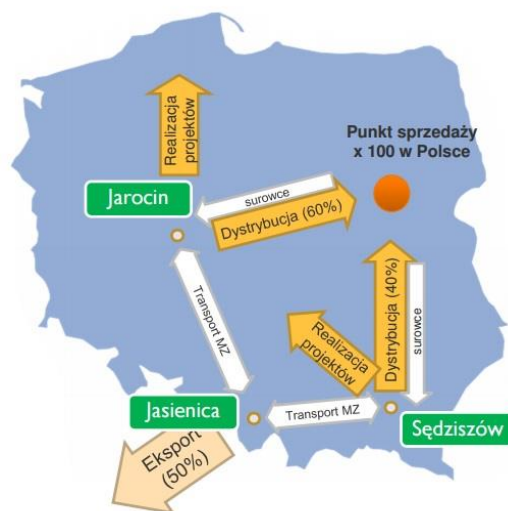 Realizacja
projektów
Punkt sprzedaży
x 100 w Polsce
Jarocin
surowce
Dystrybucja (60%)
Transport MZ
Realizacja
projektów
Dystrybucja (40%)
surowce
Jasienica
Transport MZ
Sędziszów
Eksport
(50%)